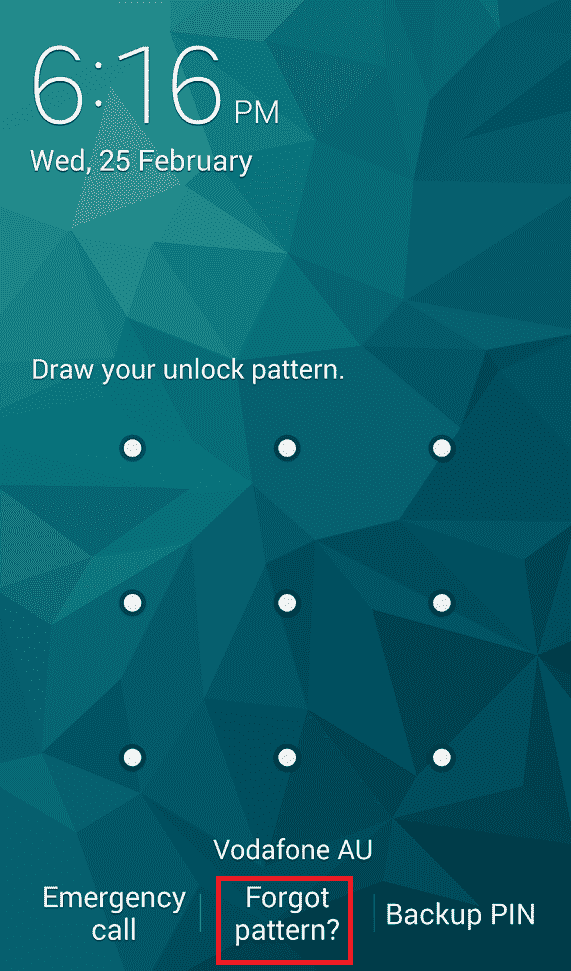 6:16 PM
Wed, 25 February
Draw your unlock pattern.
Vodafone AU
Emergency
call
Forgot
pattern?
Backup PIN